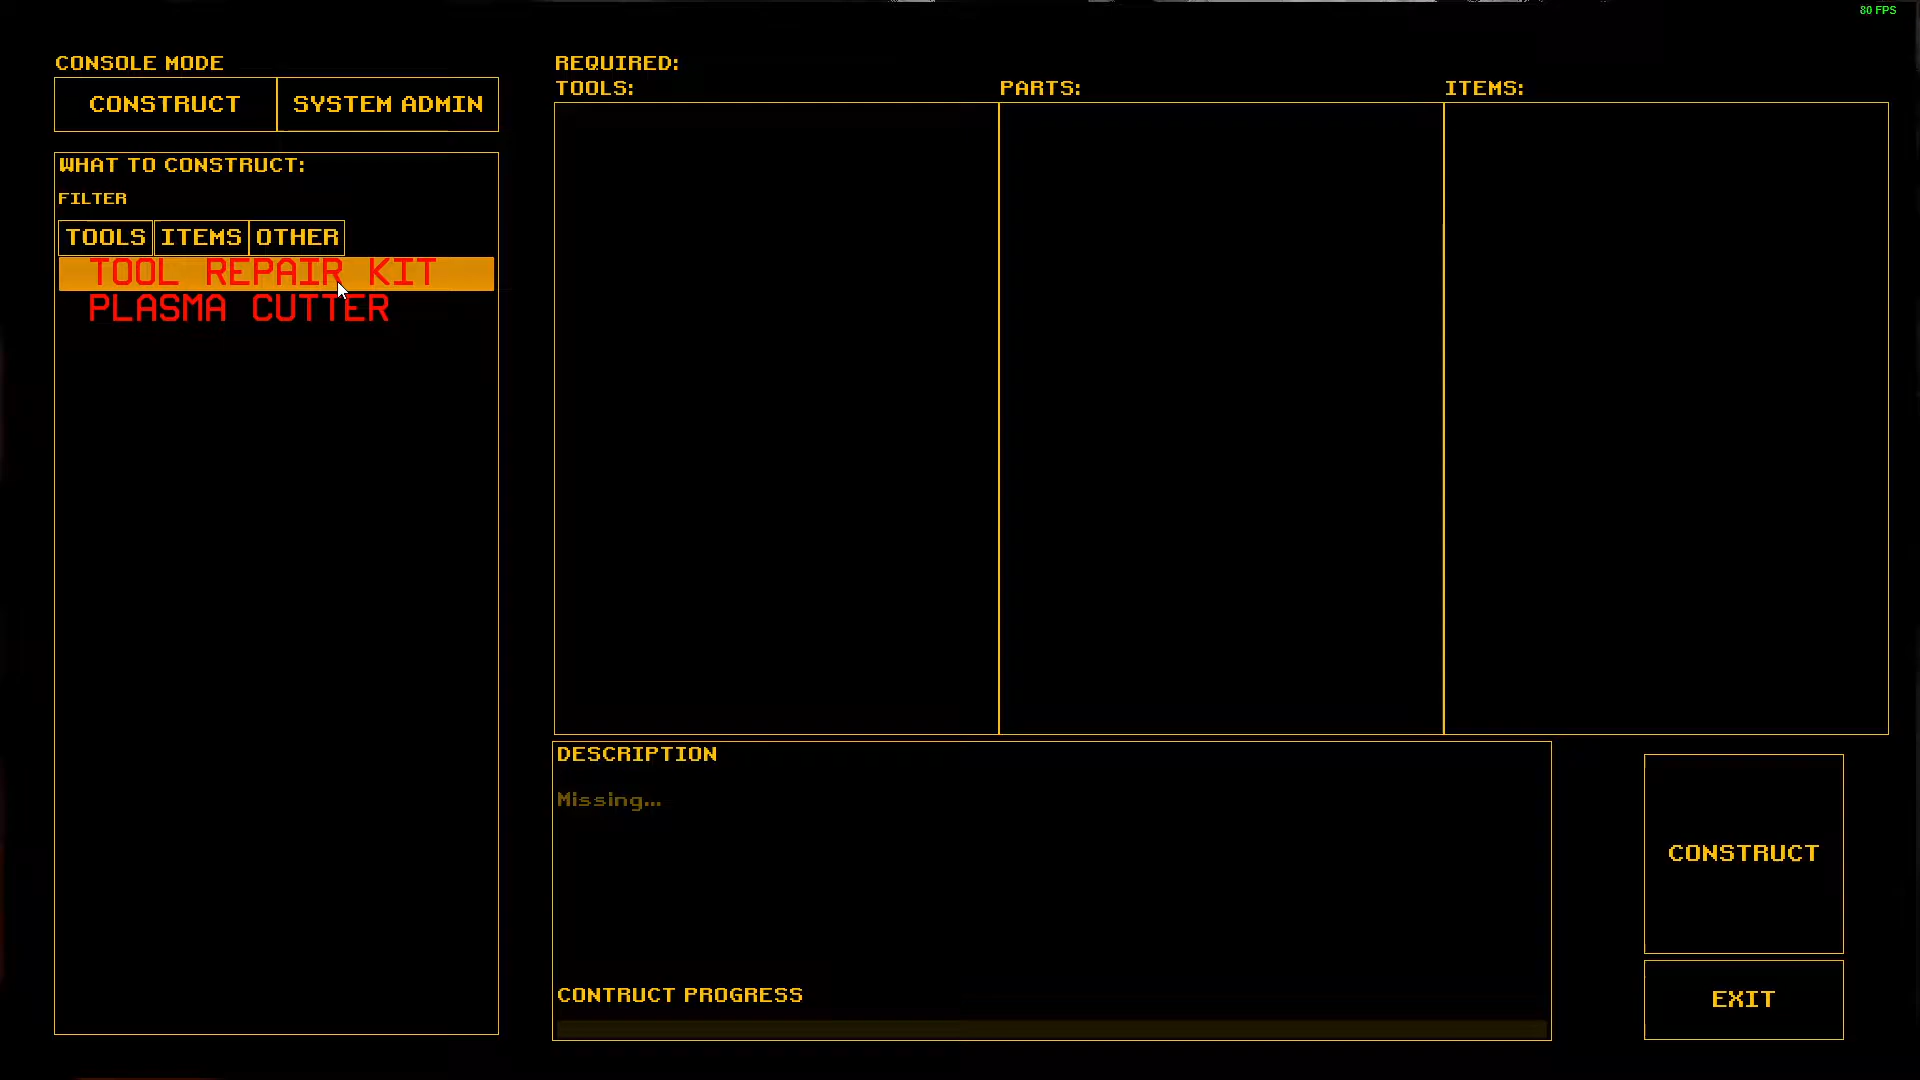 80 FPS
CONSOLE MODE
CONSTRUCT
SYSTEM ADMIN
WHAT TO CONSTRUCT:
FILTER
TOOLS
ITEMS
OTHER
TOOL REPAIR KIT
PLASMA CUTTER
REQUIRED:
TOOLS:
PARTS:
ITEMS:
DESCRIPTION
Missing...
CONTRUCT PROGRESS
CONSTRUCT
EXIT